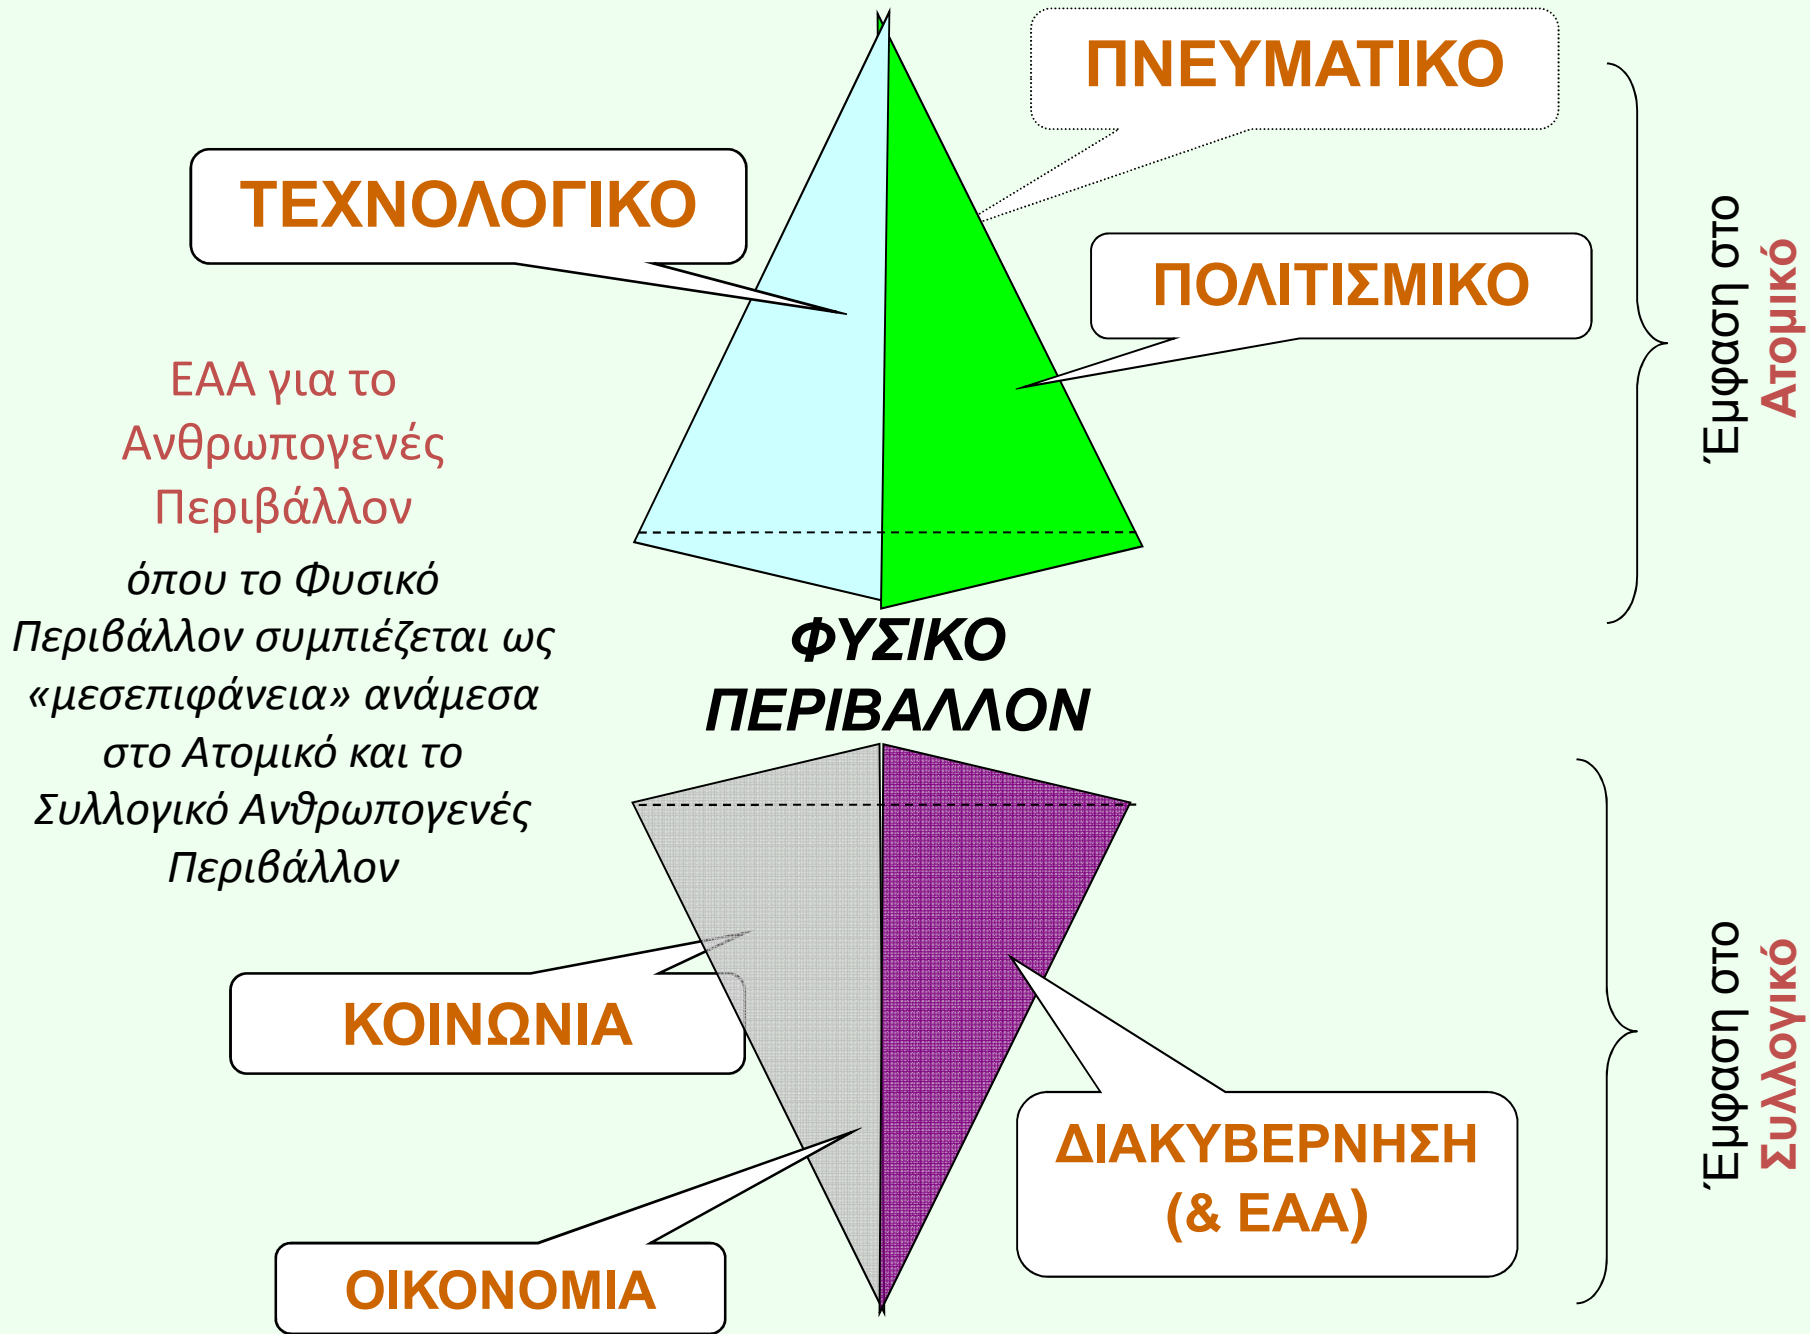 ΠΝΕΥΜΑΤΙΚΟ
ΤΕΧΝΟΛΟΓΙΚΟ
ΠΟΛΙΤΙΣΜΙΚΟ
Έμφαση στο
Ατομικό
ΕΑΑ για το
Ανθρωπογενές
Περιβάλλον
όπου το Φυσικό
Περιβάλλον συμπιέζεται ως
«μεσεπιφάνεια» ανάμεσα
στο Ατομικό και το
Συλλογικό Ανθρωπογενές
Περιβάλλον
ΦΥΣΙΚΟ
ΠΕΡΙΒΑΛΛΟΝ
ΚΟΙΝΩΝΙΑ
ΔΙΑΚΥΒΕΡΝΗΣΗ
(& ΕΑΑ)
ΟΙΚΟΝΟΜΙΑ
Έμφαση στο
Συλλογικό